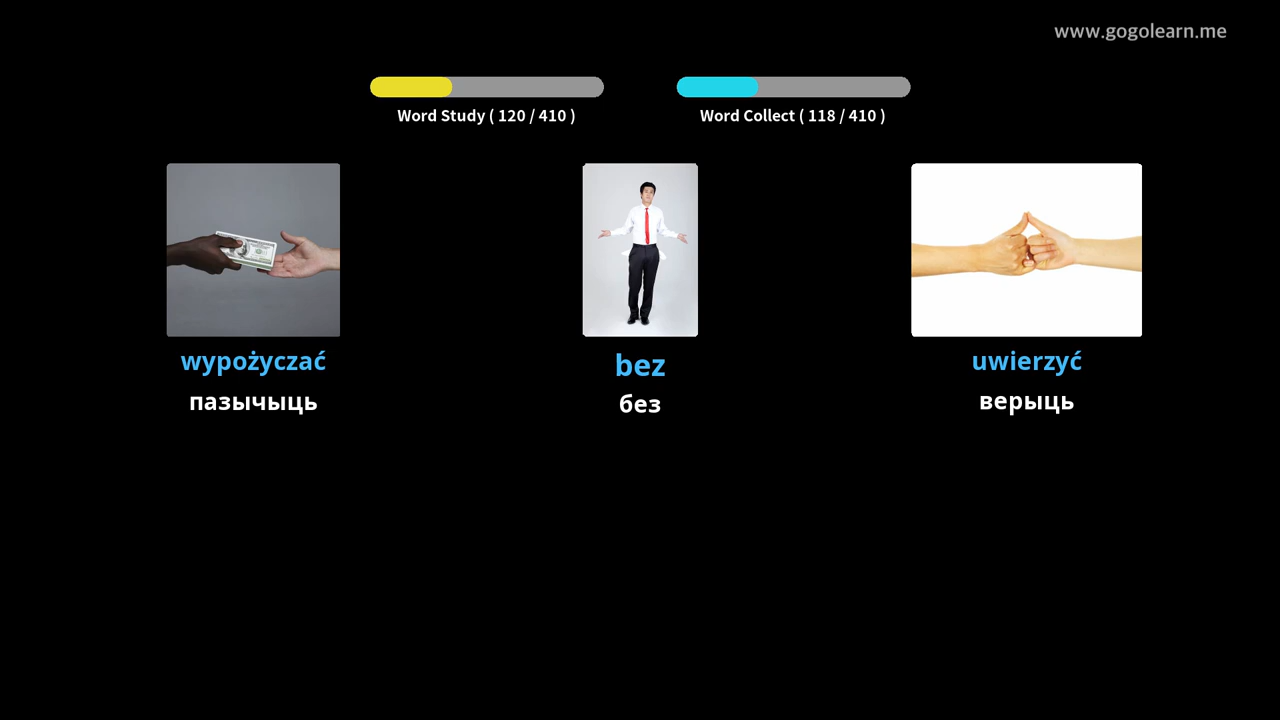 www.gogolearn.me
Word Study ( 120 / 410 )
Word Collect ( 118 / 410 )
wypożyczać
пазычыць
bez
без
uwierzyć
верыць